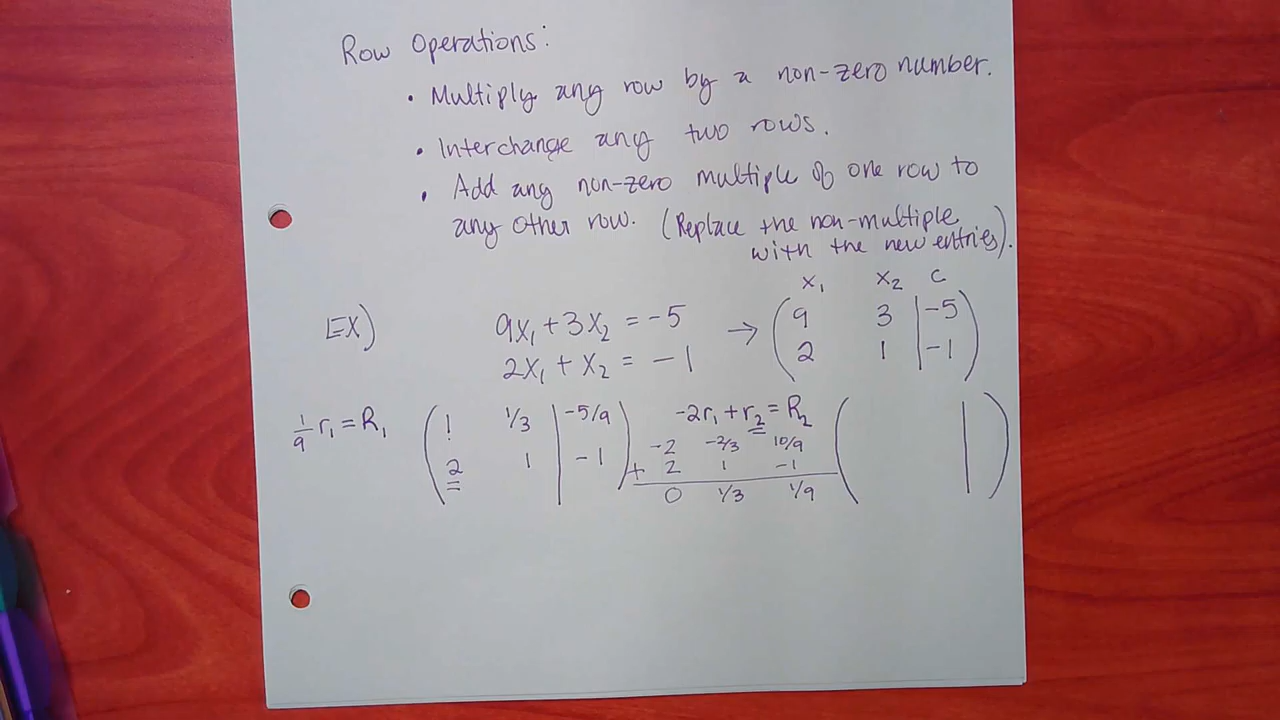 Row Operations:
• Multiply any row by a non-zero number.
• Interchange any two rows.
• Add any non-zero multiple of one row to
any other row. (Replace the non-multiple
with the new entries).
x₁ x₂ C
EX) 9x₁ + 3x₂ = -5 → ( 9 3 | -5 )
2x₁ + x₂ = -1 ( 2 1 | -1 )
1/9 r₁ = R₁ ( 1 1/3 | -5/9 ) -2r₁ + r₂ = R₂ ( | )
-2 -2/3 10/9
( 2 1 | -1 ) + 2 1 -1
0 1/3 1/9